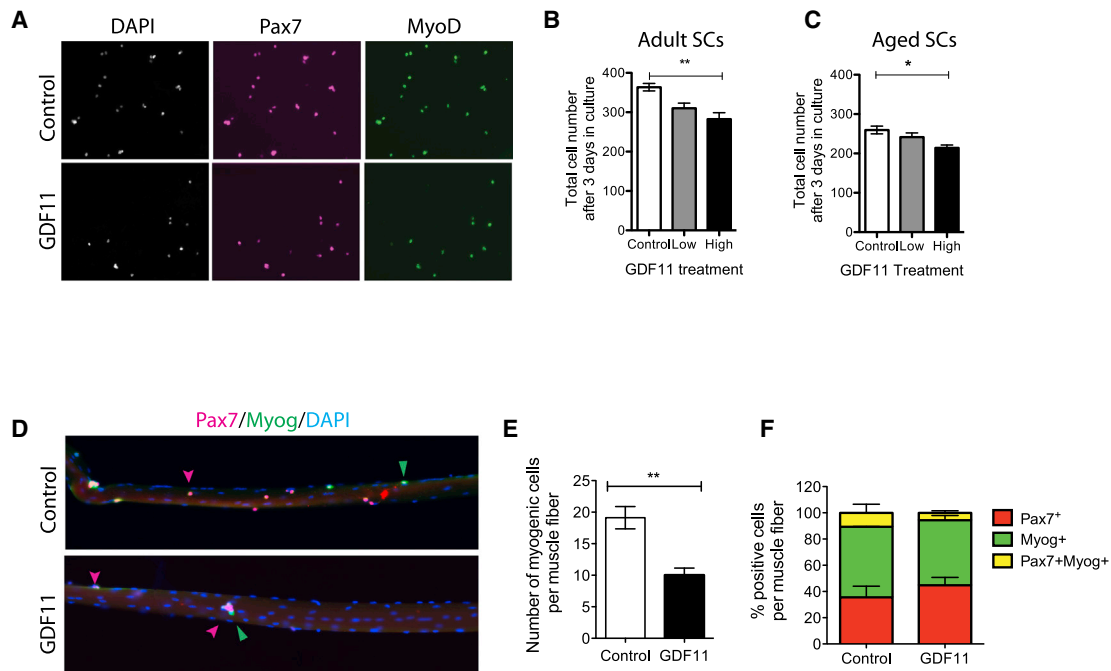 A
DAPI
Pax7
MyoD
Control
GDF11
B
Adult SCs
**
Total cell number
after 3 days in culture
400
300
200
100
0
Control Low High
GDF11 treatment
C
Aged SCs
*
Total cell number
after 3 days in culture
400
300
200
100
0
Control Low High
GDF11 Treatment
D
Pax7/Myog/DAPI
Control
GDF11
E
**
Number of myogenic cells
per muscle fiber
25
20
15
10
5
0
Control GDF11
F
% positive cells
per muscle fiber
120
100
80
60
40
20
0
Control GDF11
Pax7⁺
Myog+
Pax7+Myog+